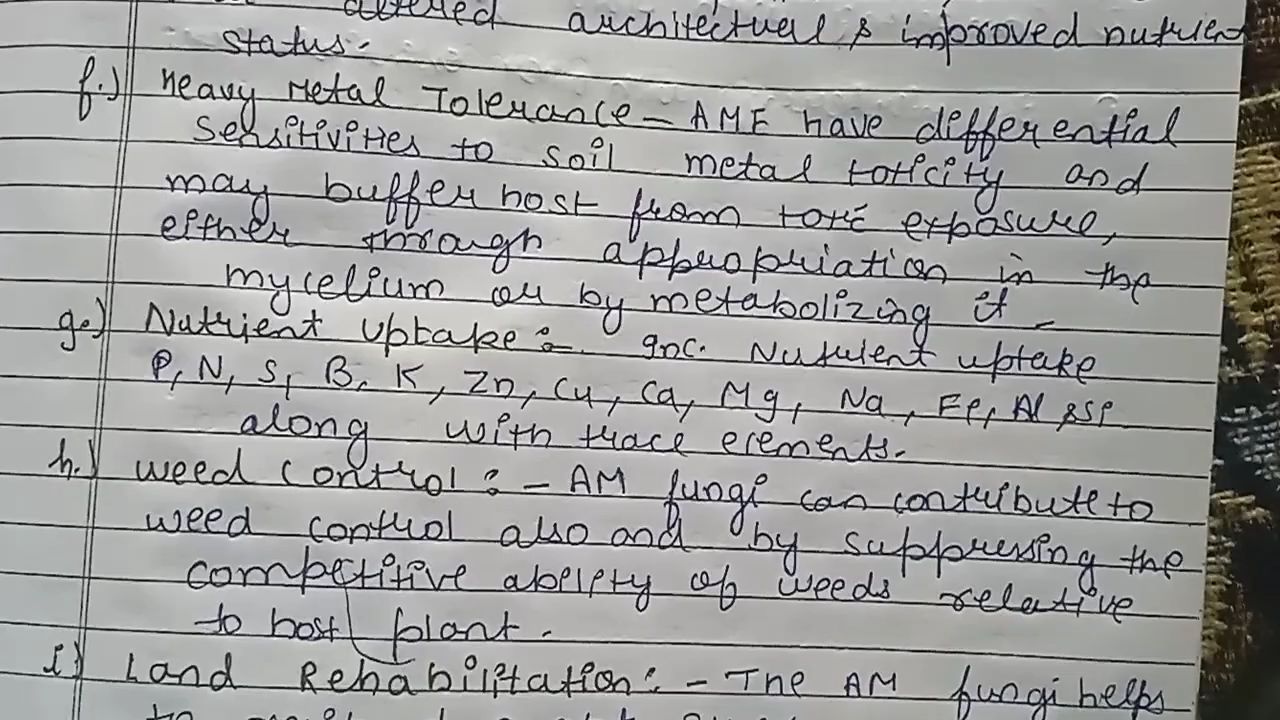 altered architectural & improved nutrient
status.
f.) Heavy Metal Tolerance - AMF have differential
sensitivities to soil metal toxicity and
may buffer host from toxic exposure,
either through appropriation in the
mycelium or by metabolizing it -
g.) Nutrient uptake :- Inc. Nutrient uptake
P, N, S, B, K, Zn, Cu, Ca, Mg, Na, Fe, Al & Si
along with trace elements.
h.) weed control :- AM fungi can contribute to
weed control also and by suppressing the
competitive ability of weeds relative
to host plant.
i.) Land Rehabilitation :- The AM fungi helps
to